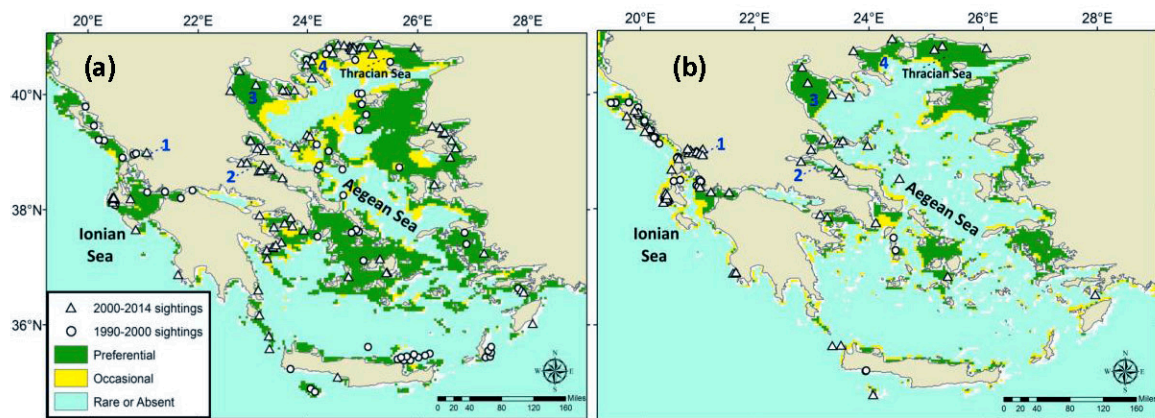 20°E 22°E 24°E 26°E 28°E
(a)
4
Thracian Sea
40°N
3
1
2
Aegean Sea
38°N
Ionian
Sea
36°N
2000-2014 sightings
1990-2000 sightings
Preferential
Occasional
Rare or Absent
N
W E
S
Miles
0 20 40 80 120 160
20°E 22°E 24°E 26°E 28°E
(b)
4
Thracian Sea
3
1
2
Aegean Sea
Ionian
Sea
N
W E
S
Miles
0 20 40 80 120 160